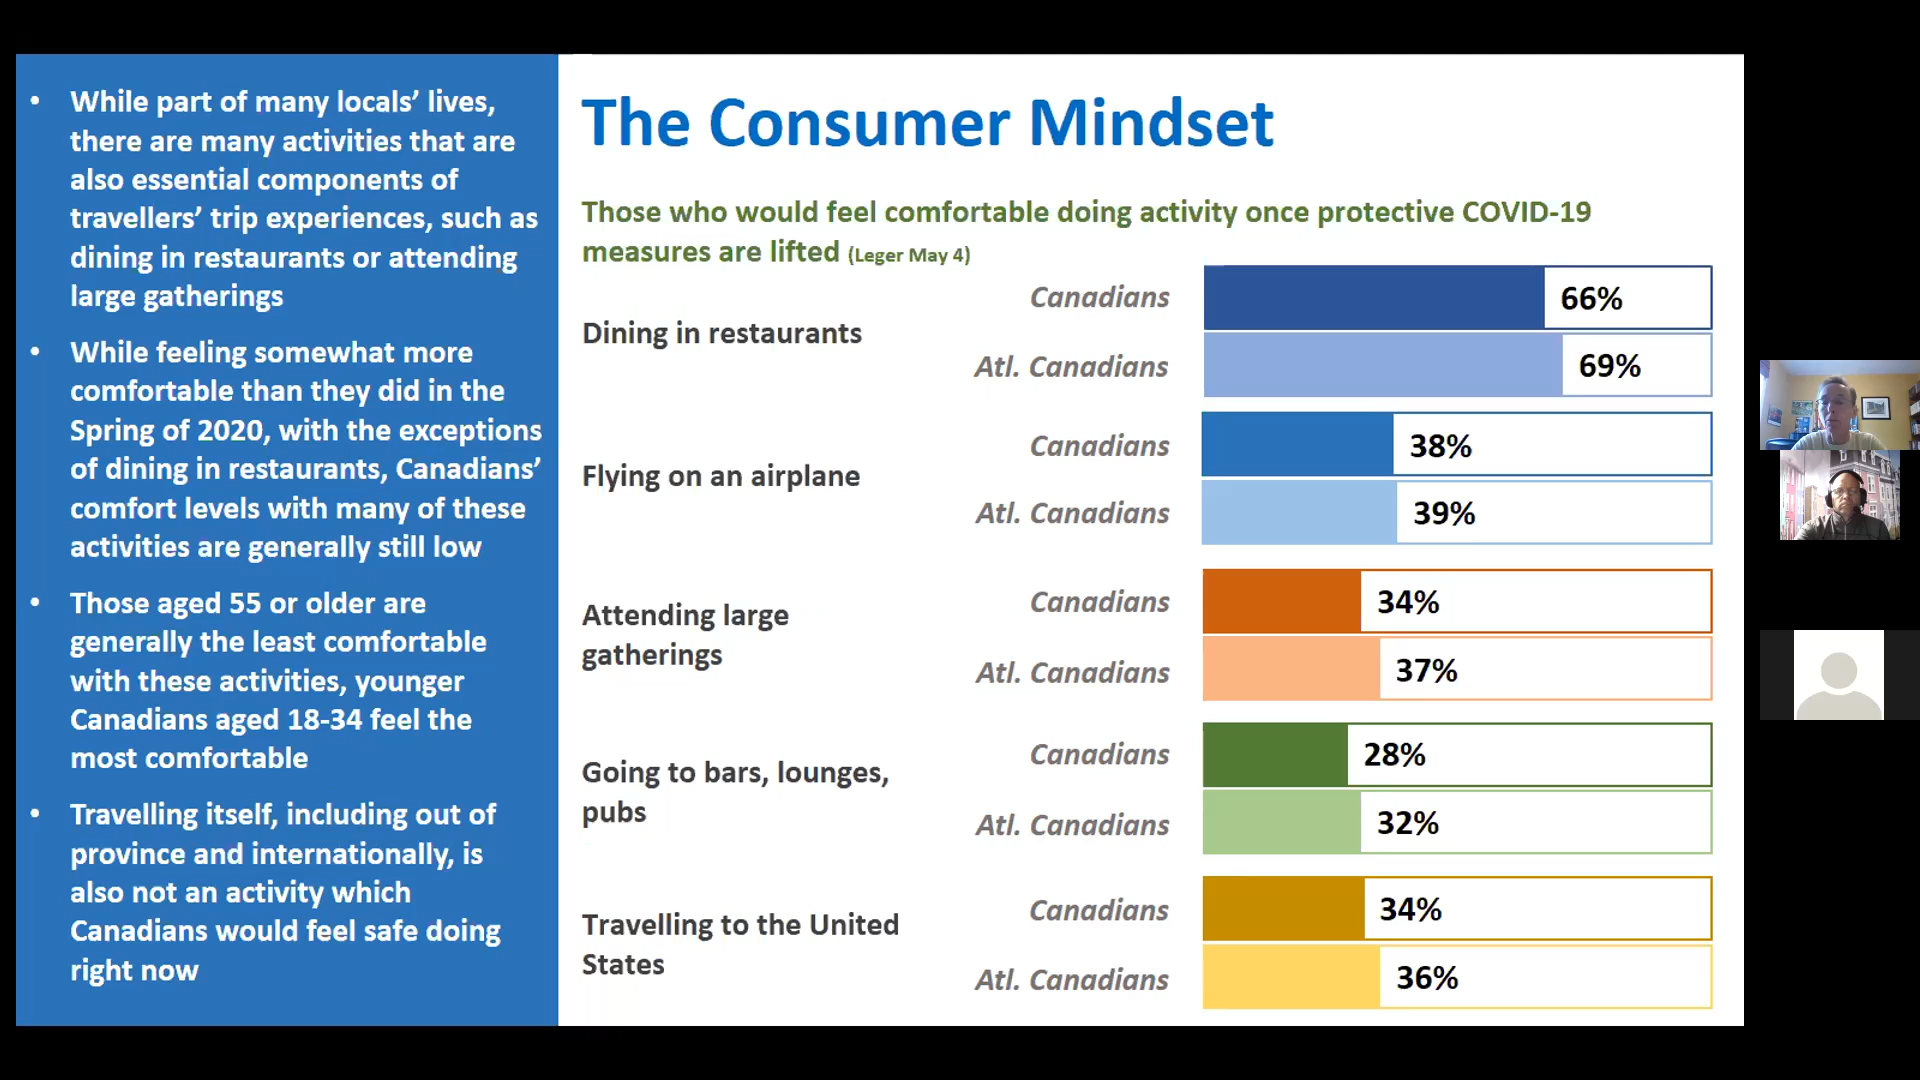 • While part of many locals’ lives,
there are many activities that are
also essential components of
travellers’ trip experiences, such as
dining in restaurants or attending
large gatherings
• While feeling somewhat more
comfortable than they did in the
Spring of 2020, with the exceptions
of dining in restaurants, Canadians’
comfort levels with many of these
activities are generally still low
• Those aged 55 or older are
generally the least comfortable
with these activities, younger
Canadians aged 18-34 feel the
most comfortable
• Travelling itself, including out of
province and internationally, is
also not an activity which
Canadians would feel safe doing
right now
The Consumer Mindset
Those who would feel comfortable doing activity once protective COVID-19
measures are lifted (Leger May 4)
Dining in restaurants
Canadians 66%
Atl. Canadians 69%
Flying on an airplane
Canadians 38%
Atl. Canadians 39%
Attending large
gatherings
Canadians 34%
Atl. Canadians 37%
Going to bars, lounges,
pubs
Canadians 28%
Atl. Canadians 32%
Travelling to the United
States
Canadians 34%
Atl. Canadians 36%